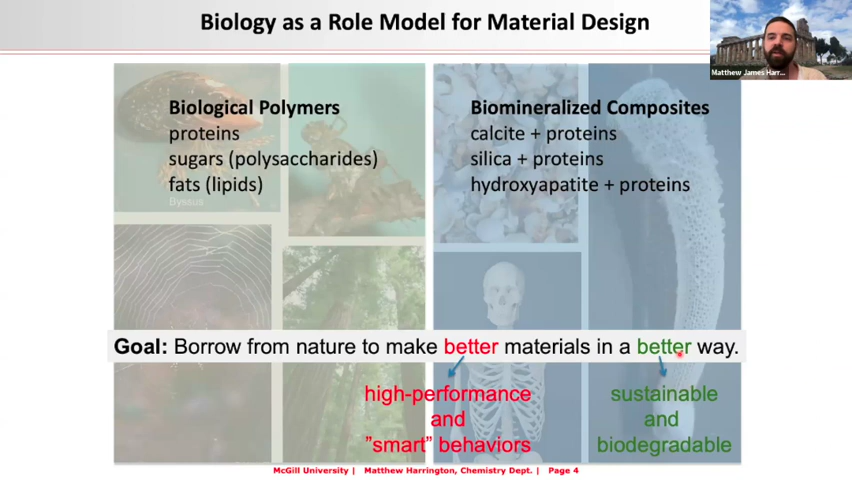 Biology as a Role Model for Material Design
Matthew James Harr...
Biological Polymers
proteins
sugars (polysaccharides)
fats (lipids)
Byssus
Biomineralized Composites
calcite + proteins
silica + proteins
hydroxyapatite + proteins
Goal: Borrow from nature to make better materials in a better way.
high-performance
and
”smart” behaviors
sustainable
and
biodegradable
McGill University | Matthew Harrington, Chemistry Dept. | Page 4